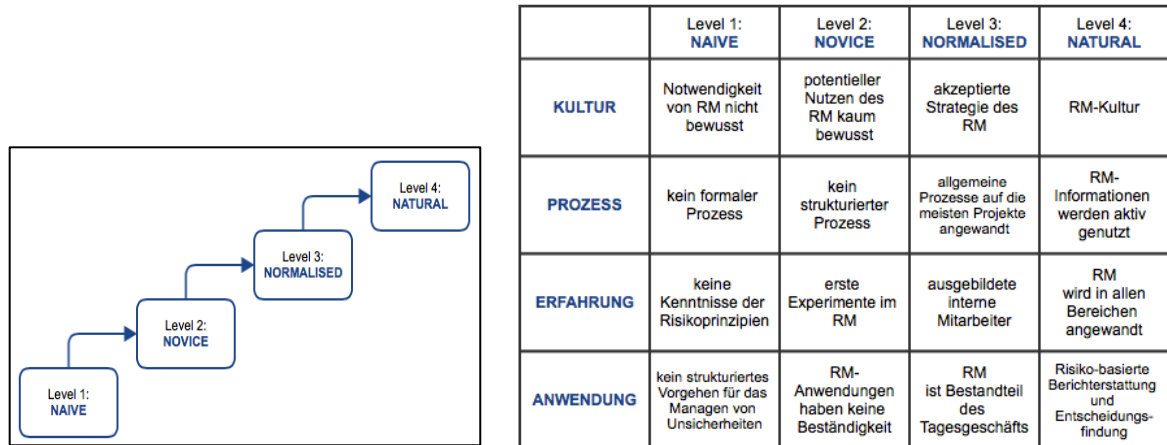 Level 4:
NATURAL
Level 3:
NORMALISED
Level 2:
NOVICE
Level 1:
NAIVE
Level 1:
NAIVE
Level 2:
NOVICE
Level 3:
NORMALISED
Level 4:
NATURAL
KULTUR
Notwendigkeit
von RM nicht
bewusst
potentieller
Nutzen des
RM kaum
bewusst
akzeptierte
Strategie des
RM
RM-Kultur
PROZESS
kein formaler
Prozess
kein
strukturierter
Prozess
allgemeine
Prozesse auf die
meisten Projekte
angewandt
RM-
Informationen
werden aktiv
genutzt
ERFAHRUNG
keine
Kenntnisse der
Risikoprinzipien
erste
Experimente im
RM
ausgebildete
interne
Mitarbeiter
RM
wird in allen
Bereichen
angewandt
ANWENDUNG
kein strukturiertes
Vorgehen für das
Managen von
Unsicherheiten
RM-
Anwendungen
haben keine
Beständigkeit
RM
ist Bestandteil
des
Tagesgeschäfts
Risiko-basierte
Berichterstattung
und
Entscheidungs-
findung